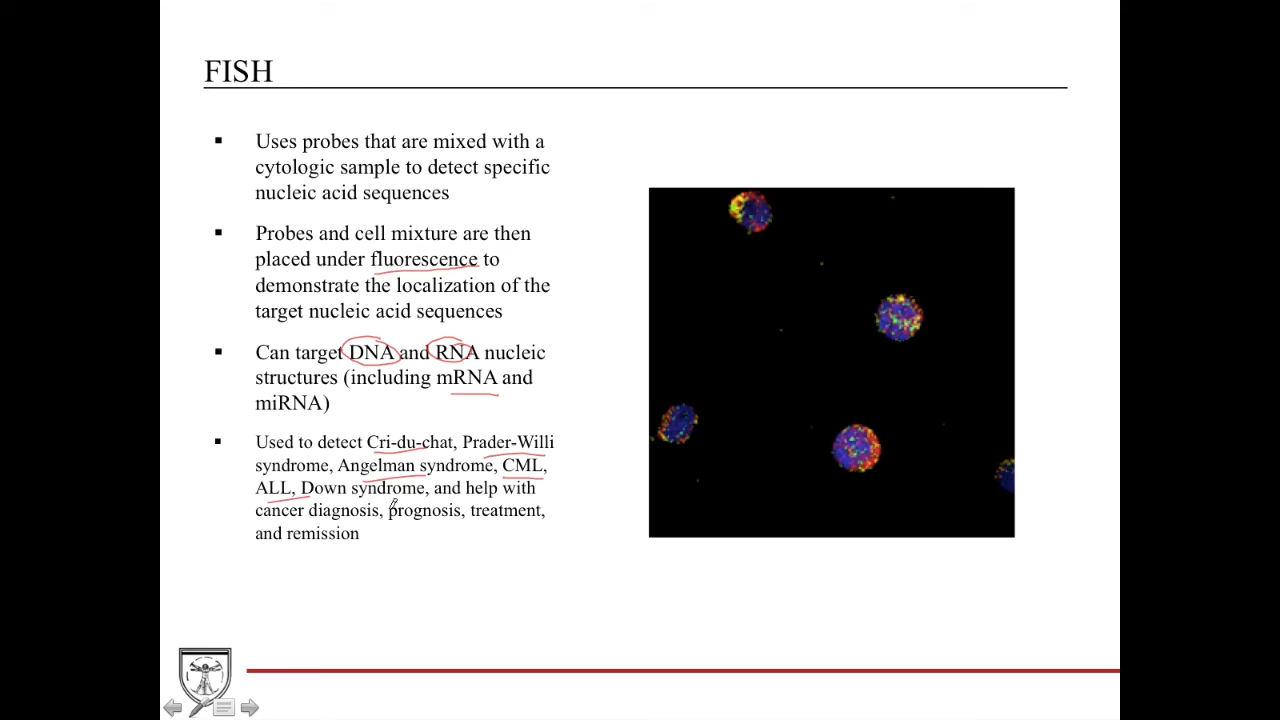 FISH
Uses probes that are mixed with a
cytologic sample to detect specific
nucleic acid sequences
Probes and cell mixture are then
placed under fluorescence to
demonstrate the localization of the
target nucleic acid sequences
Can target DNA and RNA nucleic
structures (including mRNA and
miRNA)
Used to detect Cri-du-chat, Prader-Willi
syndrome, Angelman syndrome, CML,
ALL, Down syndrome, and help with
cancer diagnosis, prognosis, treatment,
and remission